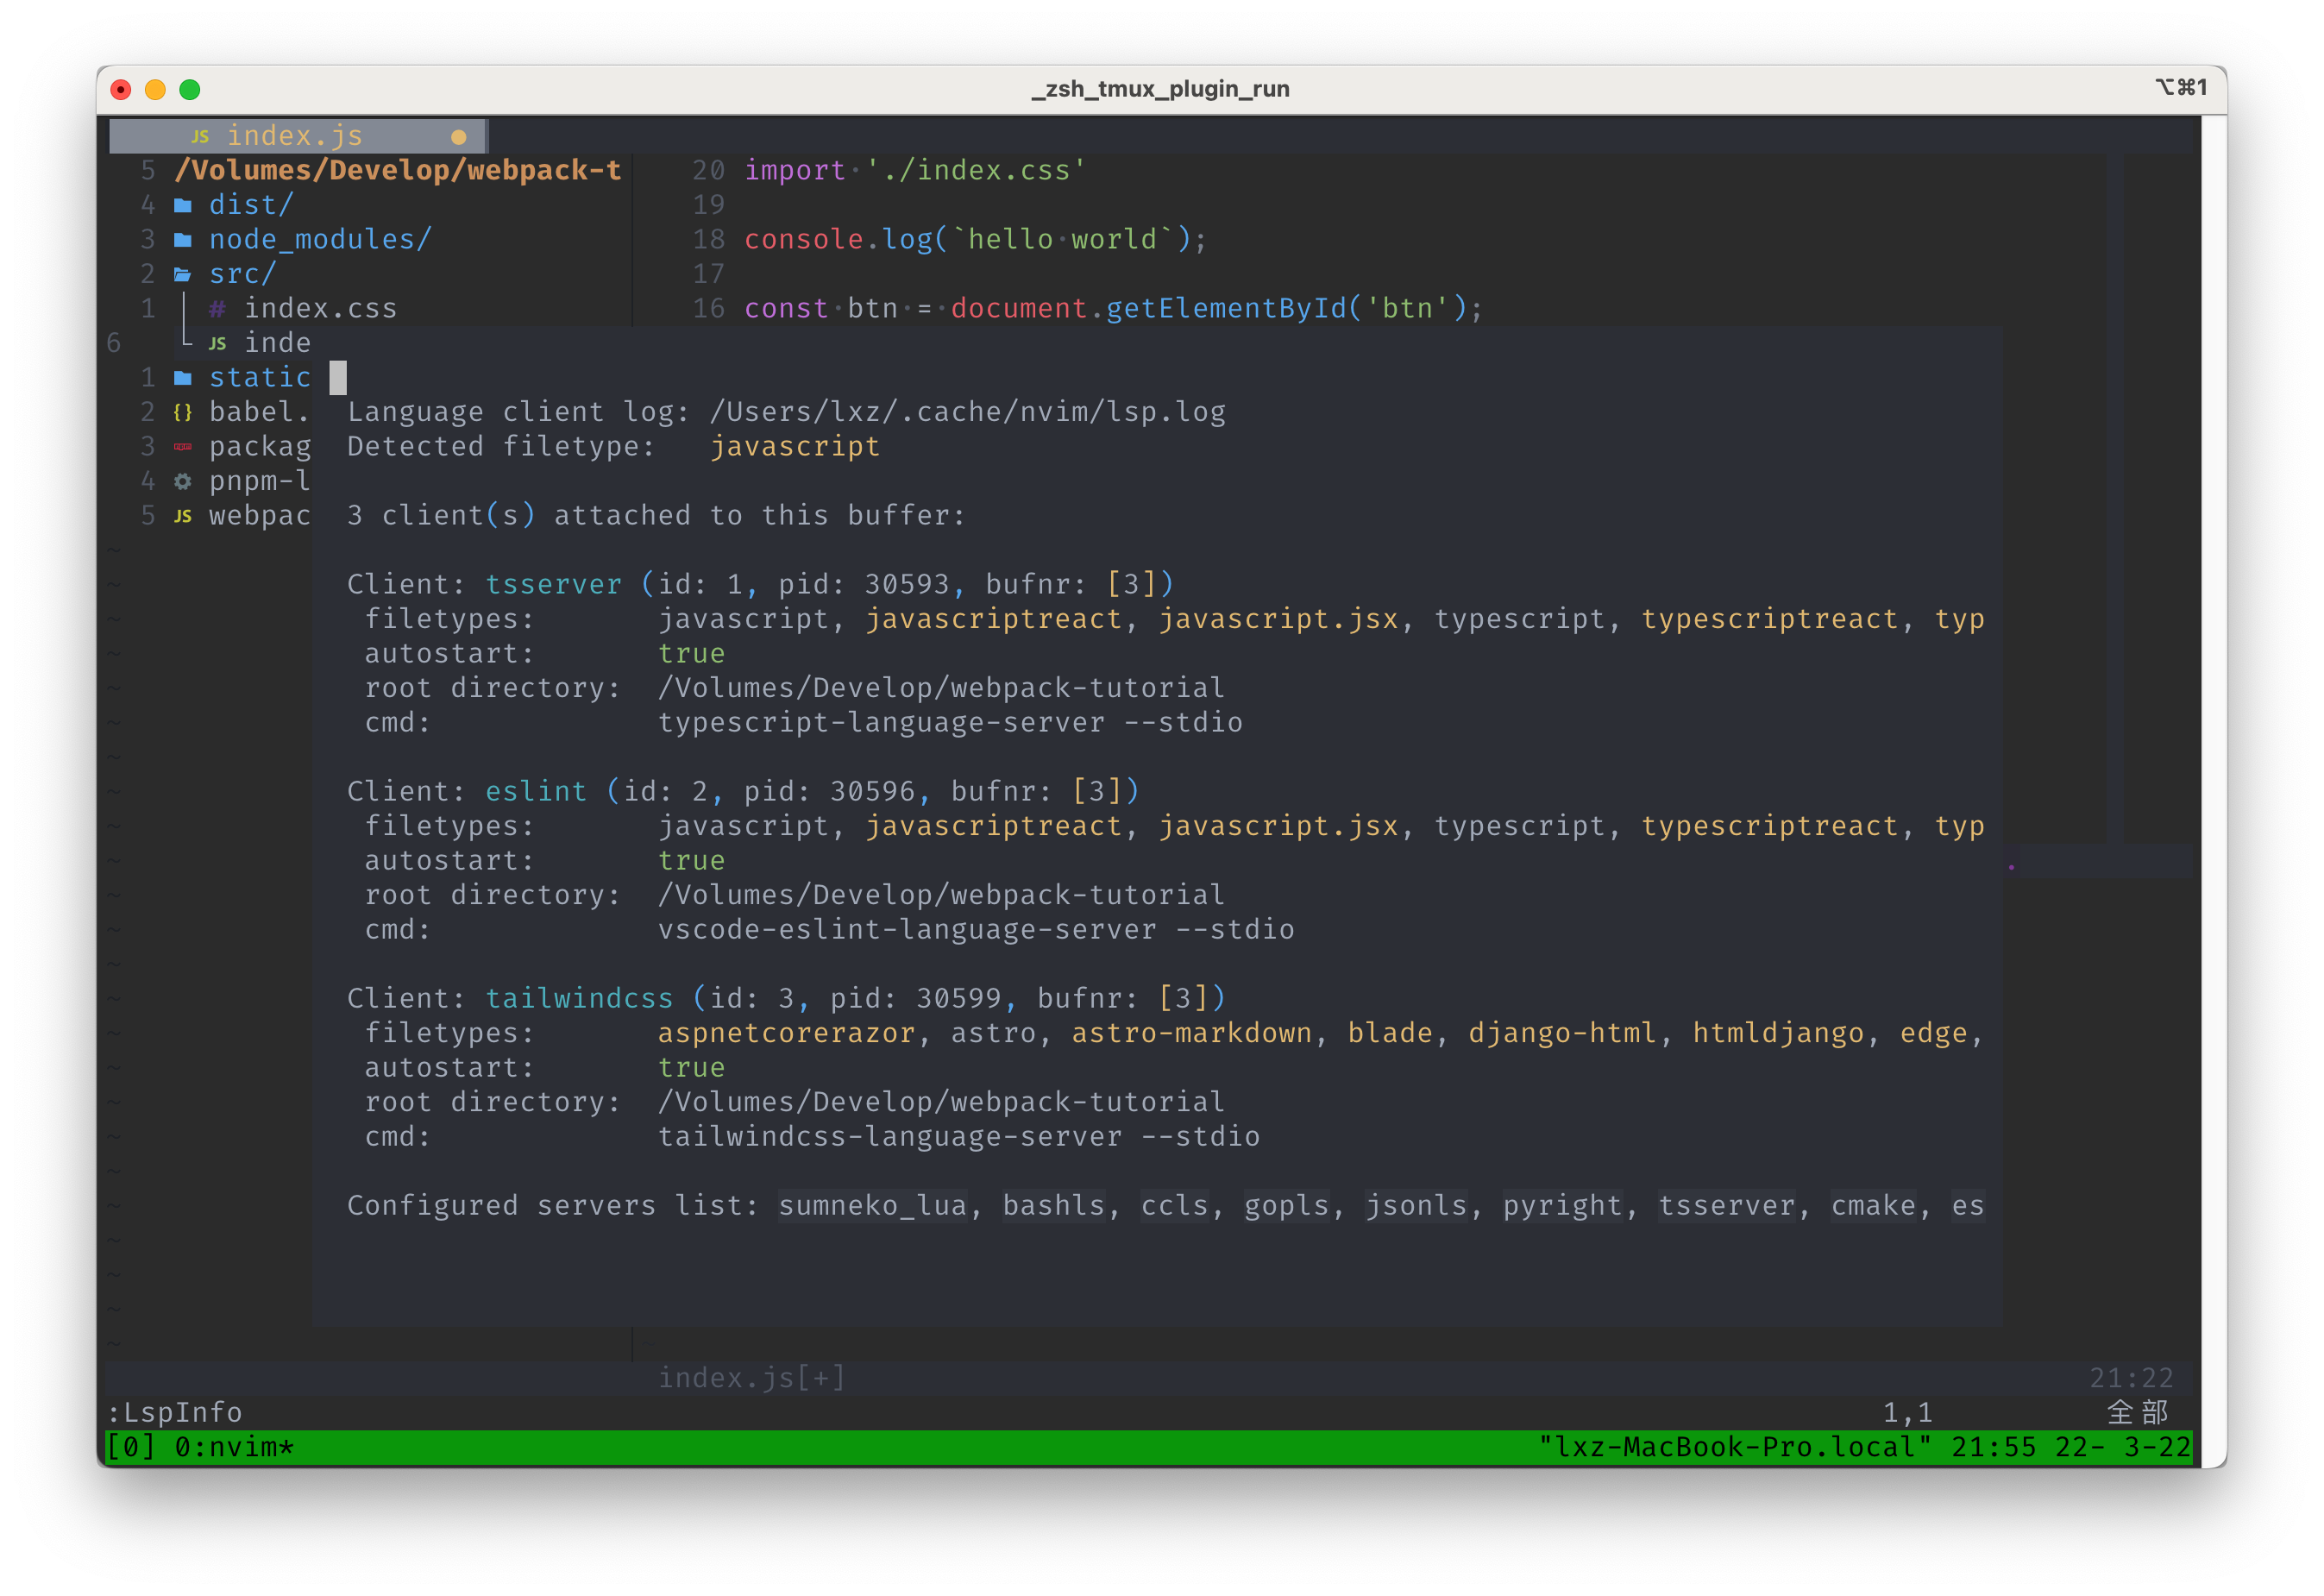 _zsh_tmux_plugin_run ⌥⌘1
JS index.js ●
5 /Volumes/Develop/webpack-t
4 dist/
3 node_modules/
2 src/
1 # index.css
6 JS inde
1 static
2 {} babel.
3 packag
4 pnpm-l
5 JS webpac
20 import './index.css'
19
18 console.log(`hello world`);
17
16 const btn = document.getElementById('btn');
Language client log: /Users/lxz/.cache/nvim/lsp.log
Detected filetype:   javascript
3 client(s) attached to this buffer:
Client: tsserver (id: 1, pid: 30593, bufnr: [3])
filetypes:       javascript, javascriptreact, javascript.jsx, typescript, typescriptreact, typ
autostart:       true
root directory:  /Volumes/Develop/webpack-tutorial
cmd:             typescript-language-server --stdio
Client: eslint (id: 2, pid: 30596, bufnr: [3])
filetypes:       javascript, javascriptreact, javascript.jsx, typescript, typescriptreact, typ
autostart:       true
root directory:  /Volumes/Develop/webpack-tutorial
cmd:             vscode-eslint-language-server --stdio
Client: tailwindcss (id: 3, pid: 30599, bufnr: [3])
filetypes:       aspnetcorerazor, astro, astro-markdown, blade, django-html, htmldjango, edge,
autostart:       true
root directory:  /Volumes/Develop/webpack-tutorial
cmd:             tailwindcss-language-server --stdio
Configured servers list: sumneko_lua, bashls, ccls, gopls, jsonls, pyright, tsserver, cmake, es
index.js[+] 21:22
:LspInfo 1,1 全部
[0] 0:nvim* "lxz-MacBook-Pro.local" 21:55 22- 3-22